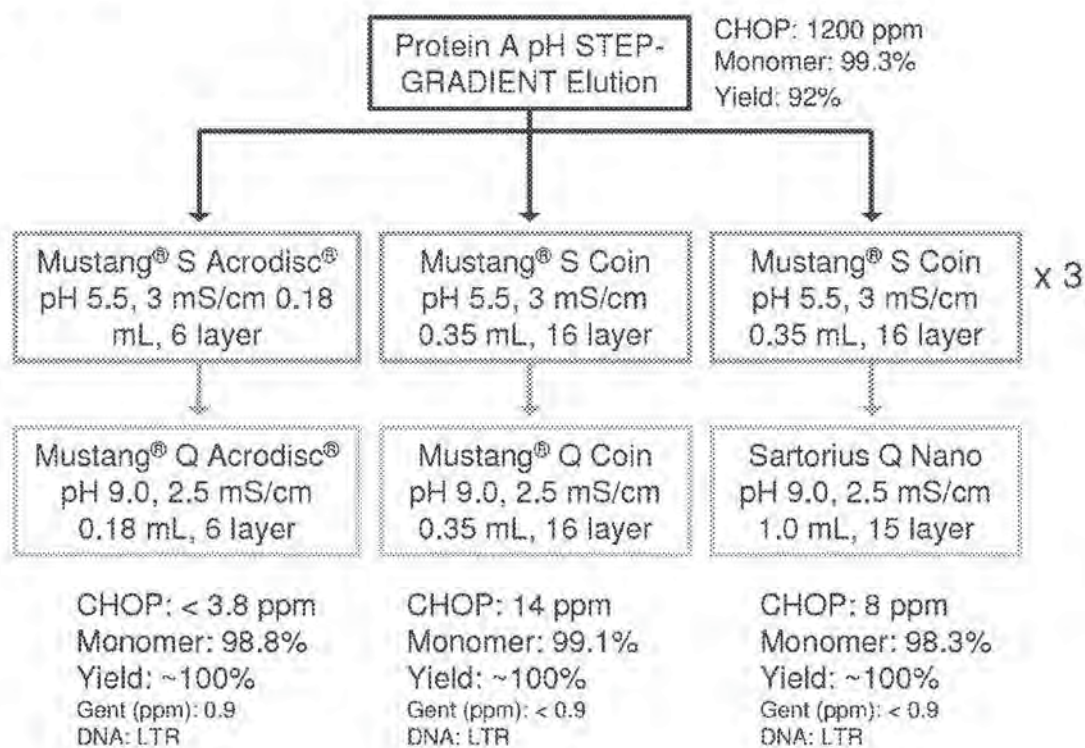 Protein A pH STEP-
GRADIENT Elution
CHOP: 1200 ppm
Monomer: 99.3%
Yield: 92%
Mustang® S Acrodisc®
pH 5.5, 3 mS/cm 0.18
mL, 6 layer
Mustang® S Coin
pH 5.5, 3 mS/cm
0.35 mL, 16 layer
Mustang® S Coin
pH 5.5, 3 mS/cm
0.35 mL, 16 layer
x 3
Mustang® Q Acrodisc®
pH 9.0, 2.5 mS/cm
0.18 mL, 6 layer
Mustang® Q Coin
pH 9.0, 2.5 mS/cm
0.35 mL, 16 layer
Sartorius Q Nano
pH 9.0, 2.5 mS/cm
1.0 mL, 15 layer
CHOP: < 3.8 ppm
Monomer: 98.8%
Yield: ~100%
Gent (ppm): 0.9
DNA: LTR
CHOP: 14 ppm
Monomer: 99.1%
Yield: ~100%
Gent (ppm): < 0.9
DNA: LTR
CHOP: 8 ppm
Monomer: 98.3%
Yield: ~100%
Gent (ppm): < 0.9
DNA: LTR